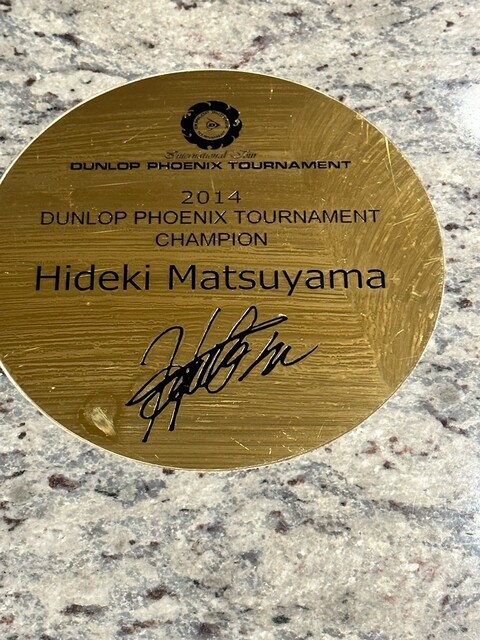 International Tour
DUNLOP PHOENIX TOURNAMENT
2014
DUNLOP PHOENIX TOURNAMENT
CHAMPION
Hideki Matsuyama